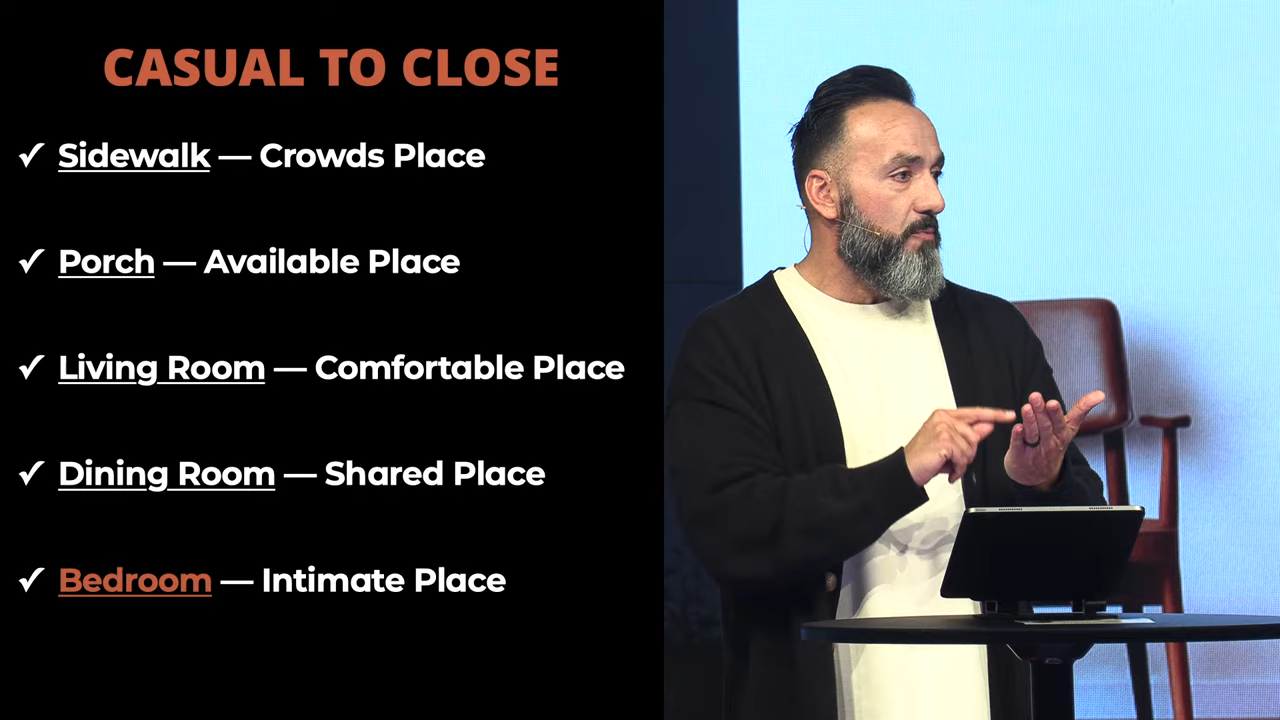 CASUAL TO CLOSE
✓ Sidewalk — Crowds Place
✓ Porch — Available Place
✓ Living Room — Comfortable Place
✓ Dining Room — Shared Place
✓ Bedroom — Intimate Place